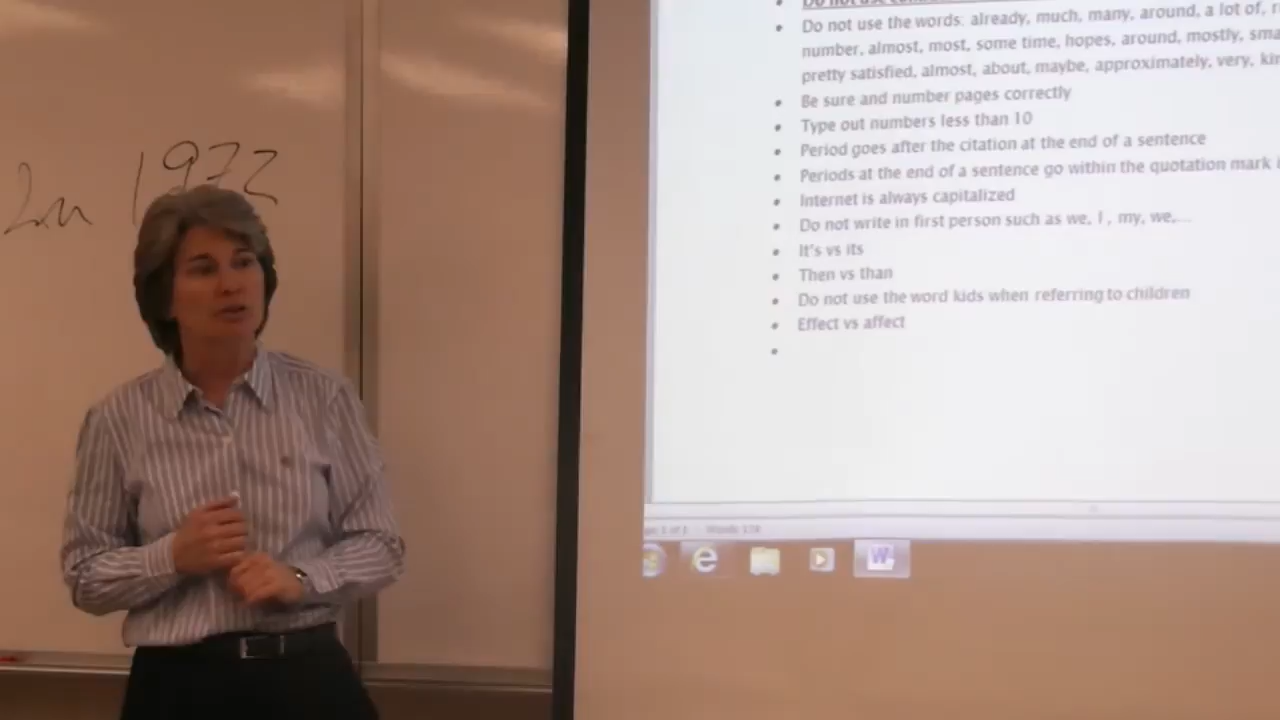 1972
Do not use
Do not use the words: already, much, many, around, a lot of,
number, almost, most, some time, hopes, around, mostly,
pretty satisfied, almost, about, maybe, approximately, very,
Be sure and number pages correctly
Type out numbers less than 10
Period goes after the citation at the end of a sentence
Periods at the end of a sentence go within the quotation mark
Internet is always capitalized
Do not write in first person such as we, I , my, we,...
It's vs its
Then vs than
Do not use the word kids when referring to children
Effect vs affect
W